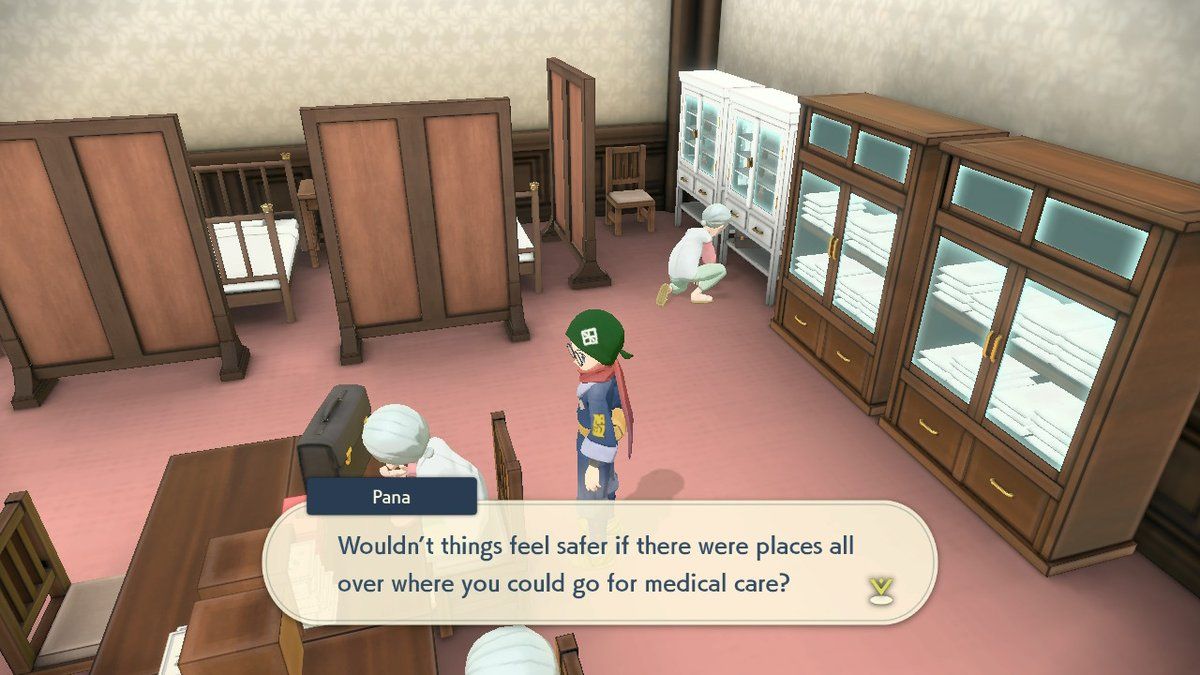 Pana
Wouldn't things feel safer if there were places all
over where you could go for medical care?